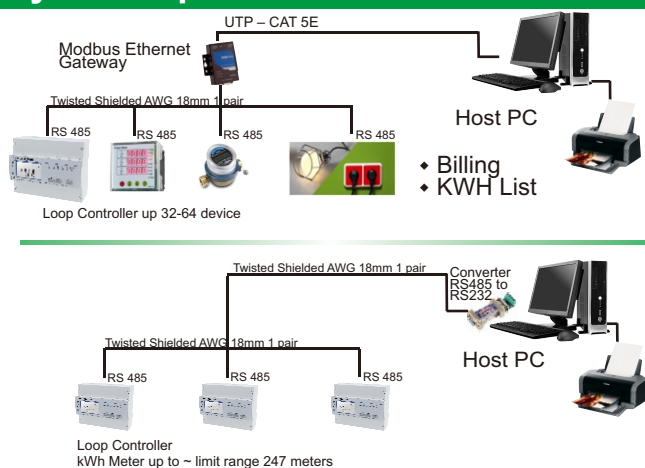 UTP – CAT 5E
Modbus Ethernet
Gateway
Twisted Shielded AWG 18mm 1 pair
RS 485
RS 485
RS 485
RS 485
Host PC
Loop Controller up 32-64 device
♦ Billing
♦ KWH List
Twisted Shielded AWG 18mm 1 pair
Converter
RS485 to
RS232
Twisted Shielded AWG 18mm 1 pair
RS 485
RS 485
RS 485
Host PC
Loop Controller
kWh Meter up to ~ limit range 247 meters